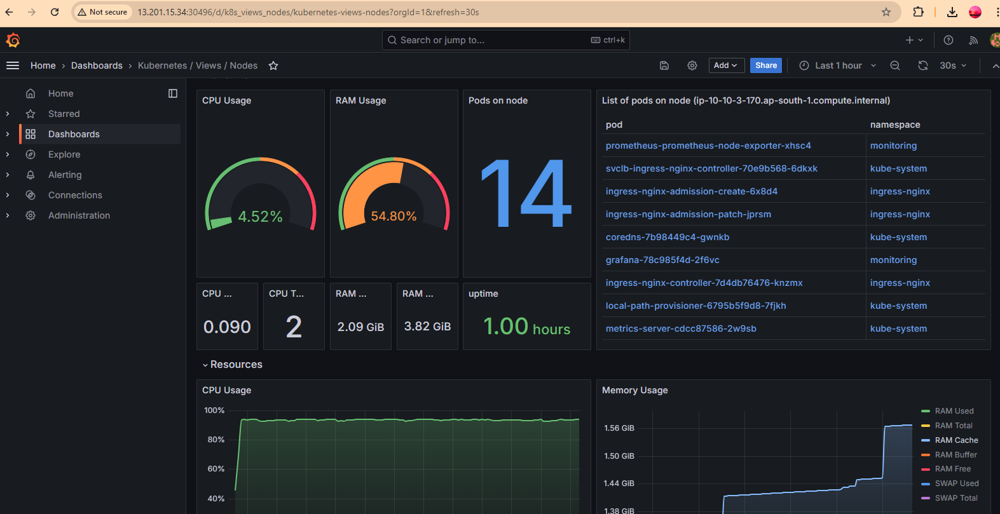 Not secure 13.201.15.34:30496/d/k8s_views_nodes/kubernetes-views-nodes?orgId=1&refresh=30s
Search or jump to... ctrl+k
Home › Dashboards › Kubernetes / Views / Nodes Add Share Last 1 hour 30s
Home
Starred
Dashboards
Explore
Alerting
Connections
Administration
CPU Usage
4.52%
RAM Usage
54.80%
Pods on node
14
List of pods on node (ip-10-10-3-170.ap-south-1.compute.internal)
pod namespace
prometheus-prometheus-node-exporter-xhsc4 monitoring
svclb-ingress-nginx-controller-70e9b568-6dkxk kube-system
ingress-nginx-admission-create-6x8d4 ingress-nginx
ingress-nginx-admission-patch-jprsm ingress-nginx
coredns-7b98449c4-gwnkb kube-system
grafana-78c985f4d-2f6vc monitoring
ingress-nginx-controller-7d4db76476-knzmx ingress-nginx
local-path-provisioner-6795b5f9d8-7fjkh kube-system
metrics-server-cdcc87586-2w9sb kube-system
CPU ...
0.090
CPU T...
2
RAM ...
2.09 GiB
RAM ...
3.82 GiB
uptime
1.00 hours
Resources
CPU Usage
100%
80%
60%
40%
Memory Usage
1.56 GiB
1.50 GiB
1.44 GiB
1.38 GiB
RAM Used
RAM Total
RAM Cache
RAM Buffer
RAM Free
SWAP Used
SWAP Total